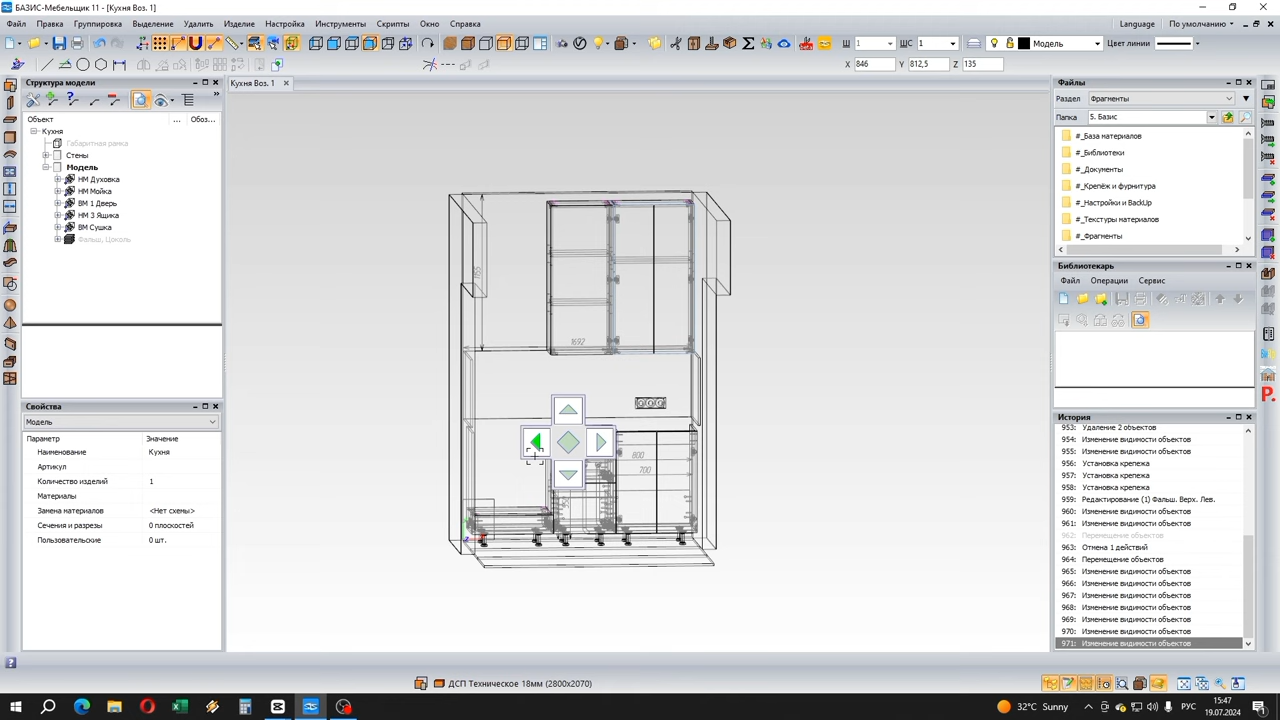 БАЗИС-Мебельщик 11 - [Кухня Воз. 1]
Файл Правка Группировка Выделение Удалить Изделие Настройка Инструменты Скрипты Окно Справка Language По умолчанию
Ш 1 ШС 1 Модель Цвет линии
X 846 Y 812,5 Z 135
Структура модели
Объект ... Обоз...
Кухня
Габаритная рамка
Стены
Модель
НМ Духовка
НМ Мойка
ВМ 1 Дверь
НМ 3 Ящика
ВМ Сушка
Фальш, Цоколь
Свойства
Модель
Параметр Значение
Наименование Кухня
Артикул
Количество изделий 1
Материалы
Замена материалов <Нет схемы>
Сечения и разрезы 0 плоскостей
Пользовательские 0 шт.
Кухня Воз. 1
1692
800
700
Файлы
Раздел Фрагменты
Папка 5. Базис
#_База материалов
#_Библиотеки
#_Документы
#_Крепёж и фурнитура
#_Настройки и BackUp
#_Текстуры материалов
#_Фрагменты
Библиотекарь
Файл Операции Сервис
История
953: Удаление 2 объектов
954: Изменение видимости объектов
955: Изменение видимости объектов
956: Установка крепежа
957: Установка крепежа
958: Установка крепежа
959: Редактирование (1) Фальш. Верх. Лев.
960: Изменение видимости объектов
961: Изменение видимости объектов
962: Перемещение объектов
963: Отмена 1 действий
964: Перемещение объектов
965: Изменение видимости объектов
966: Изменение видимости объектов
967: Изменение видимости объектов
968: Изменение видимости объектов
969: Изменение видимости объектов
970: Изменение видимости объектов
971: Изменение видимости объектов
P.
ДСП Техническое 18мм (2800x2070)
32°C Sunny
РУС
15:47
19.07.2024